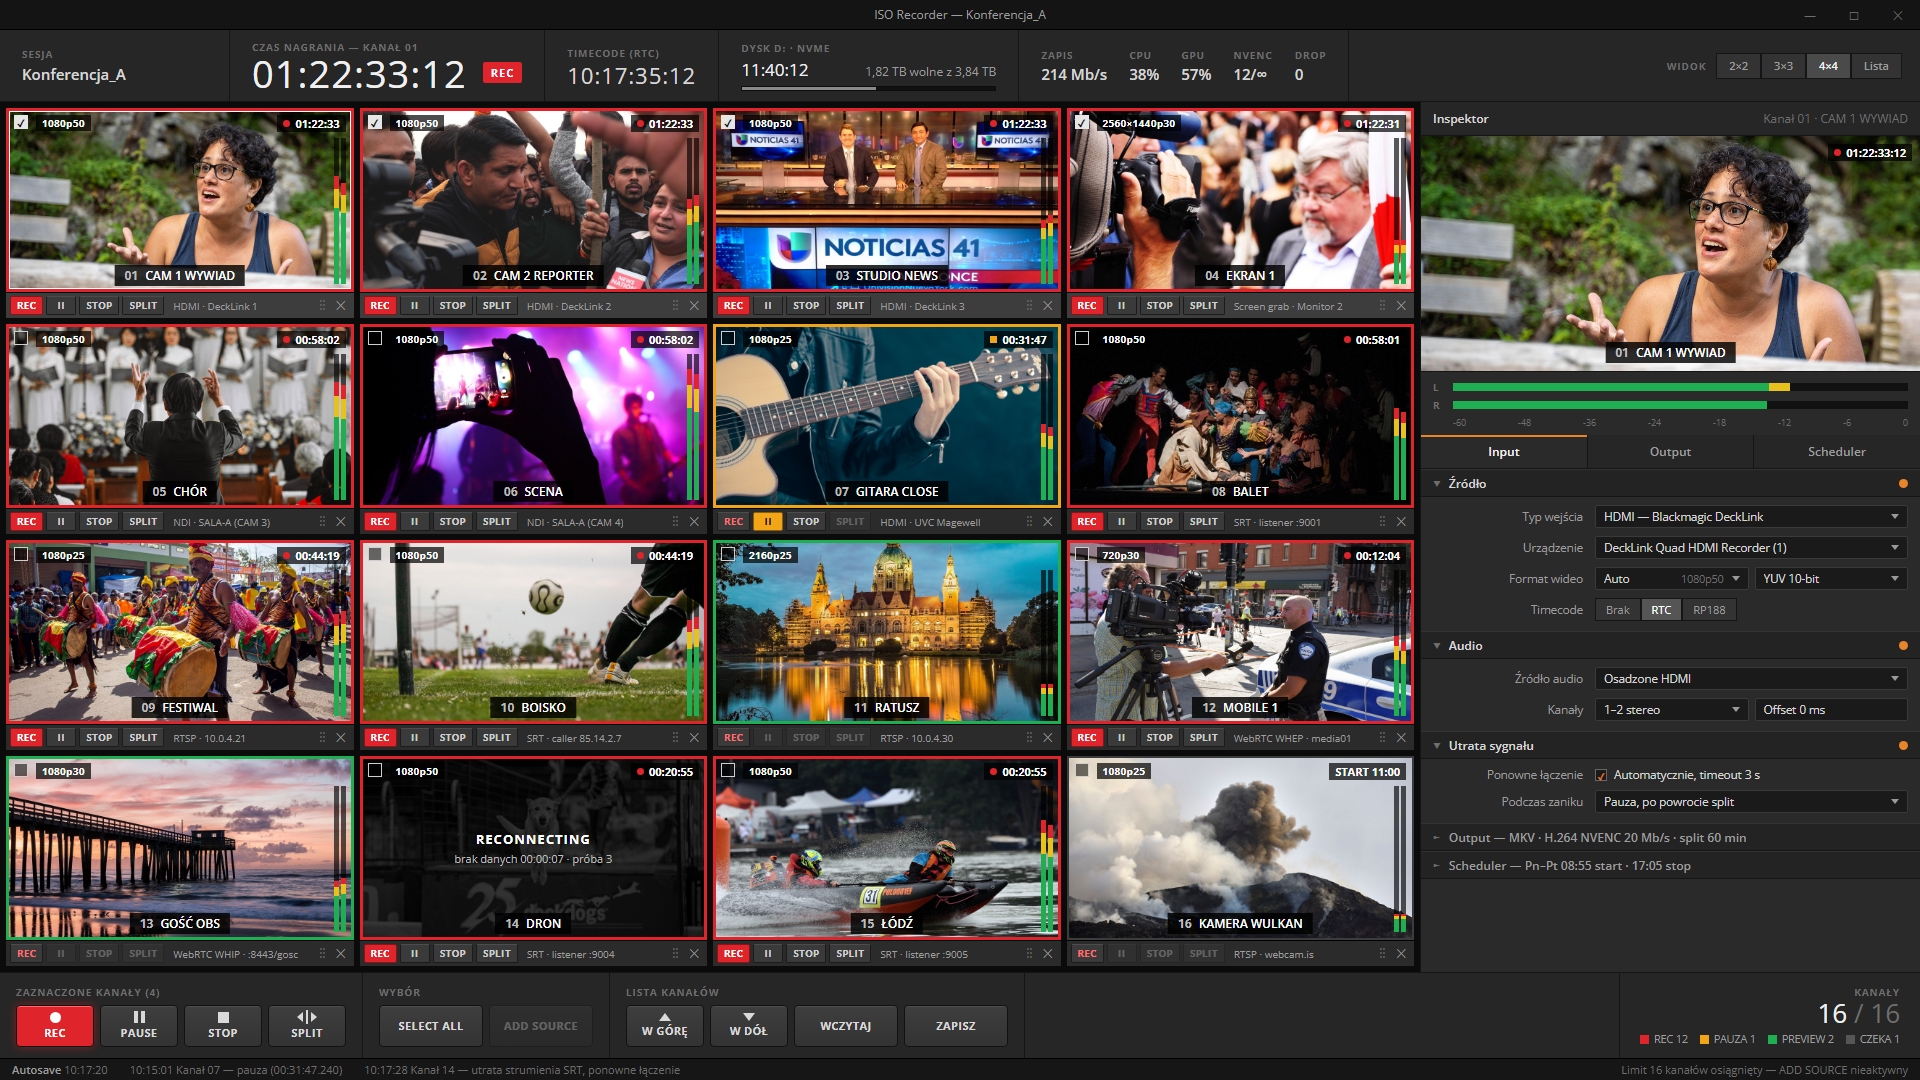 ISO Recorder — Konferencja_A
SESJA
Konferencja_A
CZAS NAGRANIA — KANAŁ 01
01:22:33:12 REC
TIMECODE (RTC)
10:17:35:12
DYSK D: · NVME
11:40:12 1,82 TB wolne z 3,84 TB
ZAPIS CPU GPU NVENC DROP
214 Mb/s 38% 57% 12/∞ 0
WIDOK 2×2 3×3 4×4 Lista
1080p50 01:22:33
NOTICIAS 41
01 CAM 1 WYWIAD
REC STOP SPLIT HDMI · DeckLink 1
1080p50 01:22:33
02 CAM 2 REPORTER
REC STOP SPLIT HDMI · DeckLink 2
1080p50 01:22:33
NOTICIAS 41
NOTICIAS 41
03 STUDIO NEWS
REC STOP SPLIT HDMI · DeckLink 3
2560×1440p30 01:22:31
04 EKRAN 1
REC STOP SPLIT Screen grab · Monitor 2
1080p50 00:58:02
05 CHÓR
REC STOP SPLIT NDI · SALA-A (CAM 3)
1080p50 00:58:02
06 SCENA
REC STOP SPLIT NDI · SALA-A (CAM 4)
1080p25 00:31:47
07 GITARA CLOSE
REC STOP SPLIT HDMI · UVC Magewell
1080p50 00:58:01
08 BALET
REC STOP SPLIT SRT · listener :9001
1080p25 00:44:19
09 FESTIWAL
REC STOP SPLIT RTSP · 10.0.4.21
1080p50 00:44:19
10 BOISKO
REC STOP SPLIT SRT · caller 85.14.2.7
2160p25
11 RATUSZ
REC STOP SPLIT RTSP · 10.0.4.30
720p30 00:12:04
12 MOBILE 1
REC STOP SPLIT WebRTC WHEP · media01
1080p30
13 GOŚĆ OBS
REC STOP SPLIT WebRTC WHIP · :8443/gosc
1080p50 00:20:55
RECONNECTING
brak danych 00:00:07 · próba 3
14 DRON
REC STOP SPLIT SRT · listener :9004
1080p50 00:20:55
31
15 ŁÓDŹ
REC STOP SPLIT SRT · listener :9005
1080p25 START 11:00
16 KAMERA WULKAN
REC STOP SPLIT RTSP · webcam.is
Inspektor Kanał 01 · CAM 1 WYWIAD
01:22:33:12
01 CAM 1 WYWIAD
L
R
-60 -48 -36 -24 -18 -12 -6 0
Input Output Scheduler
Źródło
Typ wejścia HDMI — Blackmagic DeckLink
Urządzenie DeckLink Quad HDMI Recorder (1)
Format wideo Auto 1080p50 YUV 10-bit
Timecode Brak RTC RP188
Audio
Źródło audio Osadzone HDMI
Kanały 1–2 stereo Offset 0 ms
Utrata sygnału
Ponowne łączenie Automatycznie, timeout 3 s
Podczas zaniku Pauza, po powrocie split
Output — MKV · H.264 NVENC 20 Mb/s · split 60 min
Scheduler — Pn–Pt 08:55 start · 17:05 stop
ZAZNACZONE KANAŁY (4)
REC PAUSE STOP SPLIT
WYBÓR
SELECT ALL ADD SOURCE
LISTA KANAŁÓW
W GÓRĘ W DÓŁ WCZYTAJ ZAPISZ
KANAŁY
16 / 16
REC 12 PAUZA 1 PREVIEW 2 CZEKA 1
Autosave 10:17:20 10:15:01 Kanał 07 — pauza (00:31:47.240) 10:17:28 Kanał 14 — utrata strumienia SRT, ponowne łączenie
Limit 16 kanałów osiągnięty — ADD SOURCE nieaktywny